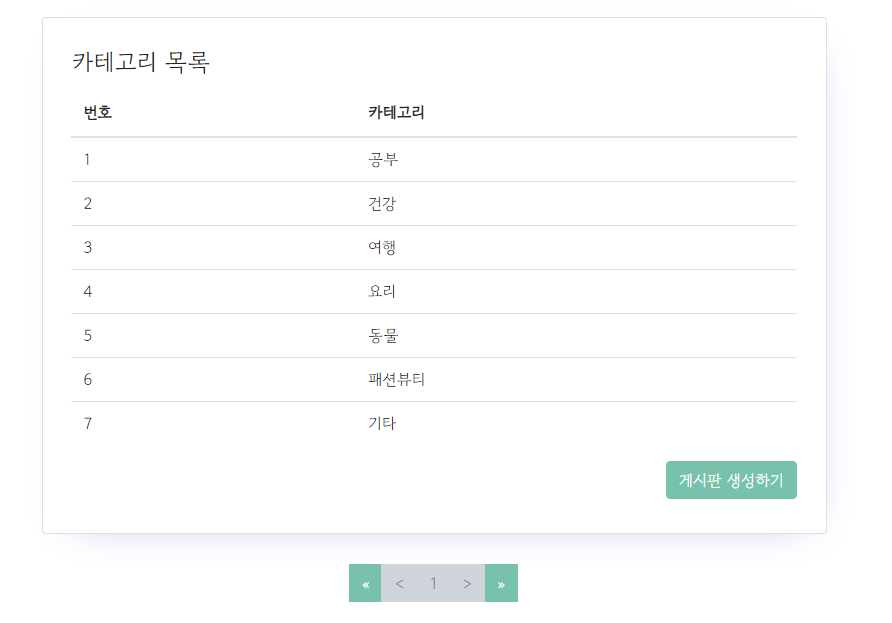 카테고리 목록
번호 카테고리
1 공부
2 건강
3 여행
4 요리
5 동물
6 패션뷰티
7 기타
게시판 생성하기
« < 1 > »